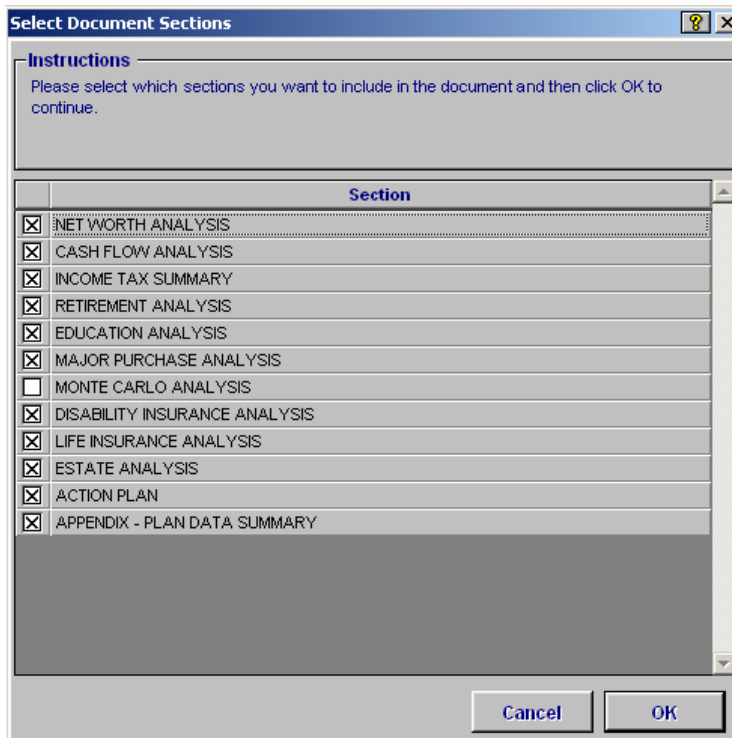 Select Document Sections
Instructions
Please select which sections you want to include in the document and then click OK to
continue.
Section
NET WORTH ANALYSIS
CASH FLOW ANALYSIS
INCOME TAX SUMMARY
RETIREMENT ANALYSIS
EDUCATION ANALYSIS
MAJOR PURCHASE ANALYSIS
MONTE CARLO ANALYSIS
DISABILITY INSURANCE ANALYSIS
LIFE INSURANCE ANALYSIS
ESTATE ANALYSIS
ACTION PLAN
APPENDIX - PLAN DATA SUMMARY
Cancel OK